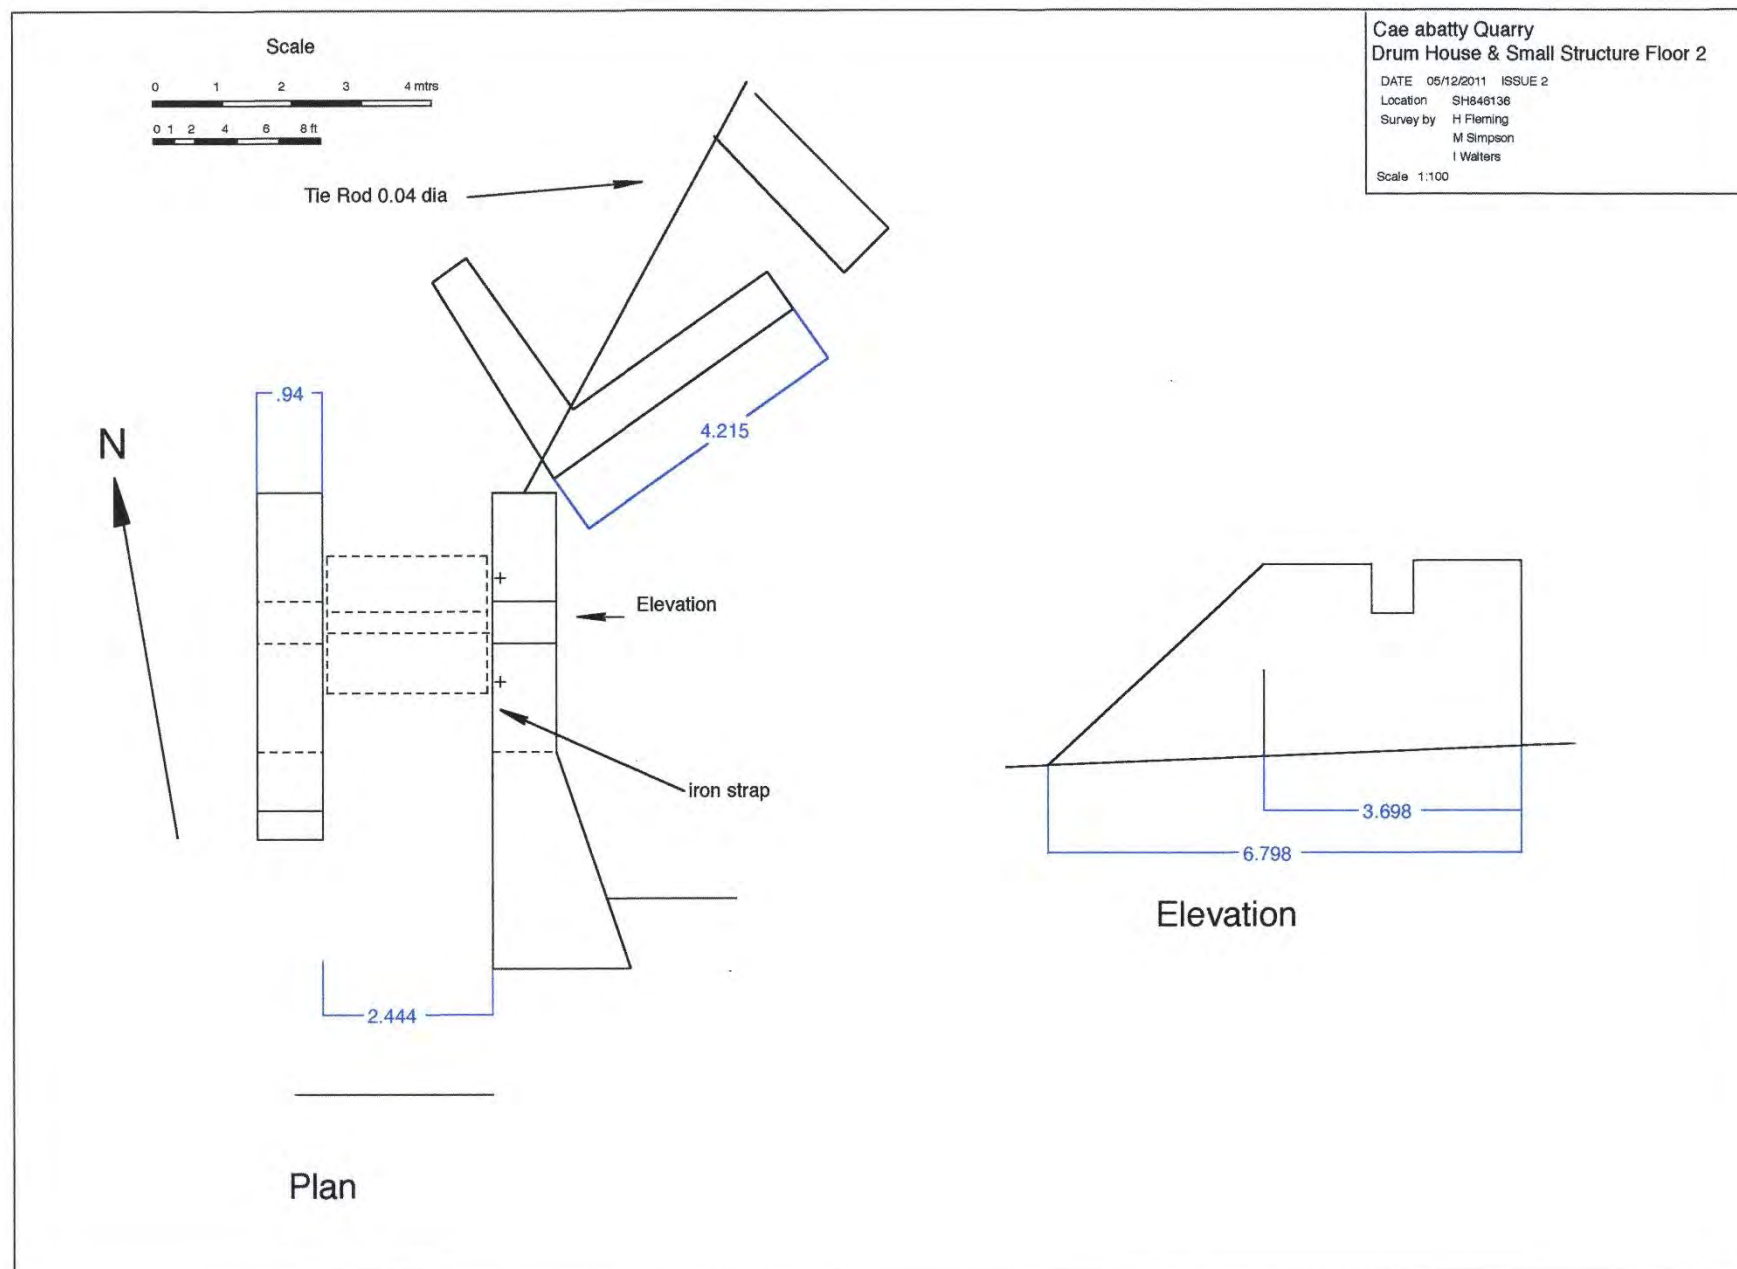 Cae abatty Quarry
Drum House & Small Structure Floor 2
DATE 05/12/2011 ISSUE 2
Location SH846136
Survey by H Fleming
M Simpson
I Walters
Scale 1:100
Scale
0 1 2 3 4 mtrs
0 1 2 4 6 8 ft
Tie Rod 0.04 dia
.94
4.215
N
Elevation
iron strap
2.444
Plan
3.698
6.798
Elevation